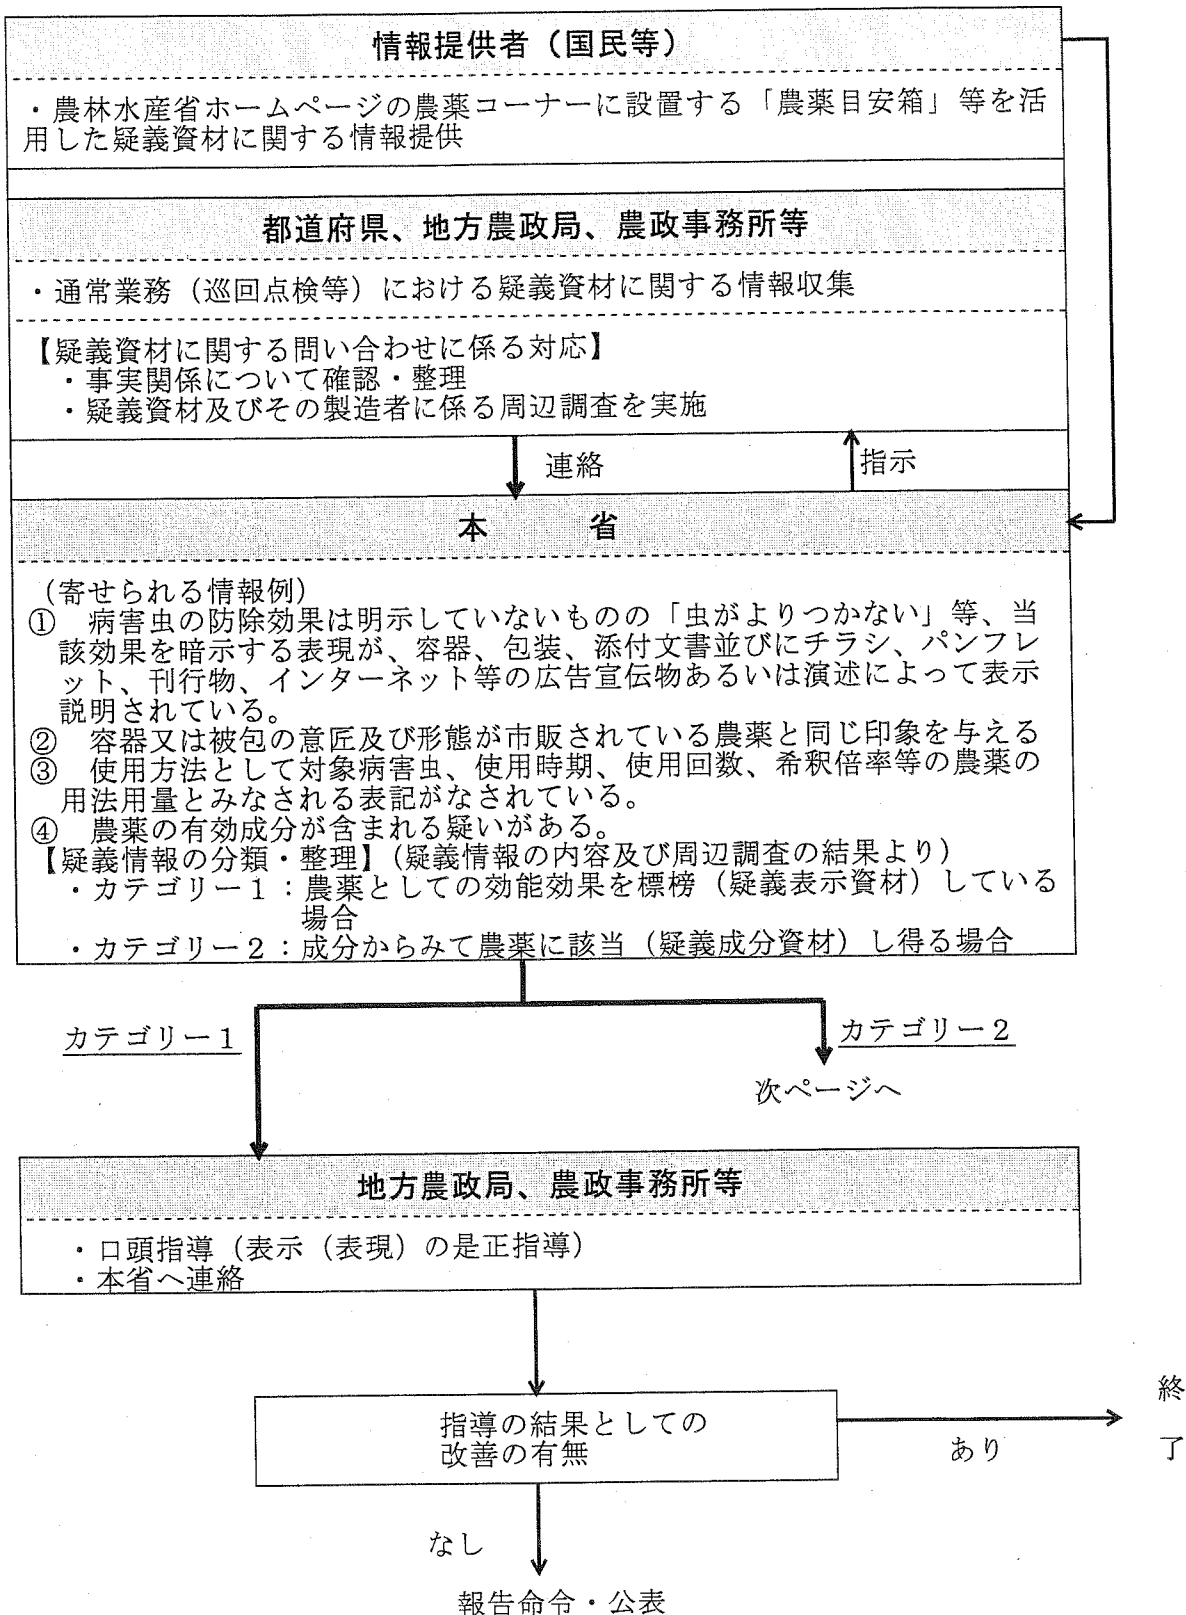 情報提供者（国民等）
・農林水産省ホームページの農薬コーナーに設置する「農薬目安箱」等を活
用した疑義資材に関する情報提供
都道府県、地方農政局、農政事務所等
・通常業務（巡回点検等）における疑義資材に関する情報収集
【疑義資材に関する問い合わせに係る対応】
・事実関係について確認・整理
・疑義資材及びその製造者に係る周辺調査を実施
連絡
指示
本　　　省
（寄せられる情報例）
①　病害虫の防除効果は明示していないものの「虫がよりつかない」等、当
該効果を暗示する表現が、容器、包装、添付文書並びにチラシ、パンフレ
ット、刊行物、インターネット等の広告宣伝物あるいは演述によって表示
説明されている。
②　容器又は被包の意匠及び形態が市販されている農薬と同じ印象を与える
③　使用方法として対象病害虫、使用時期、使用回数、希釈倍率等の農薬の
用法用量とみなされる表記がなされている。
④　農薬の有効成分が含まれる疑いがある。
【疑義情報の分類・整理】（疑義情報の内容及び周辺調査の結果より）
・カテゴリー１：農薬としての効能効果を標榜（疑義表示資材）している
場合
・カテゴリー２：成分からみて農薬に該当（疑義成分資材）し得る場合
カテゴリー１
カテゴリー２
次ページへ
地方農政局、農政事務所等
・口頭指導（表示（表現）の是正指導）
・本省へ連絡
指導の結果としての
改善の有無
あり
終
了
なし
報告命令・公表